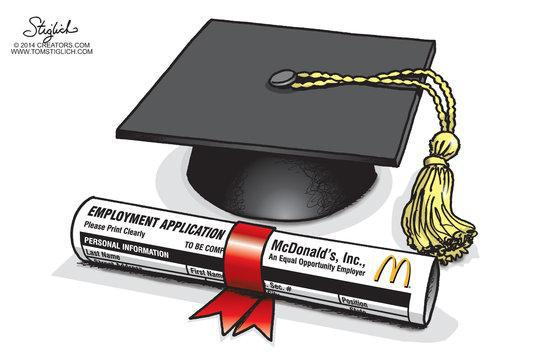 Stiglich
© 2014 CREATORS.COM
WWW.TOMSTIGLICH.COM
EMPLOYMENT APPLICATION
Please Print Clearly
TO BE COMP
PERSONAL INFORMATION
Last Name
First Name
McDonald's, Inc.,
An Equal Opportunity Employer
. Sec. #
Position